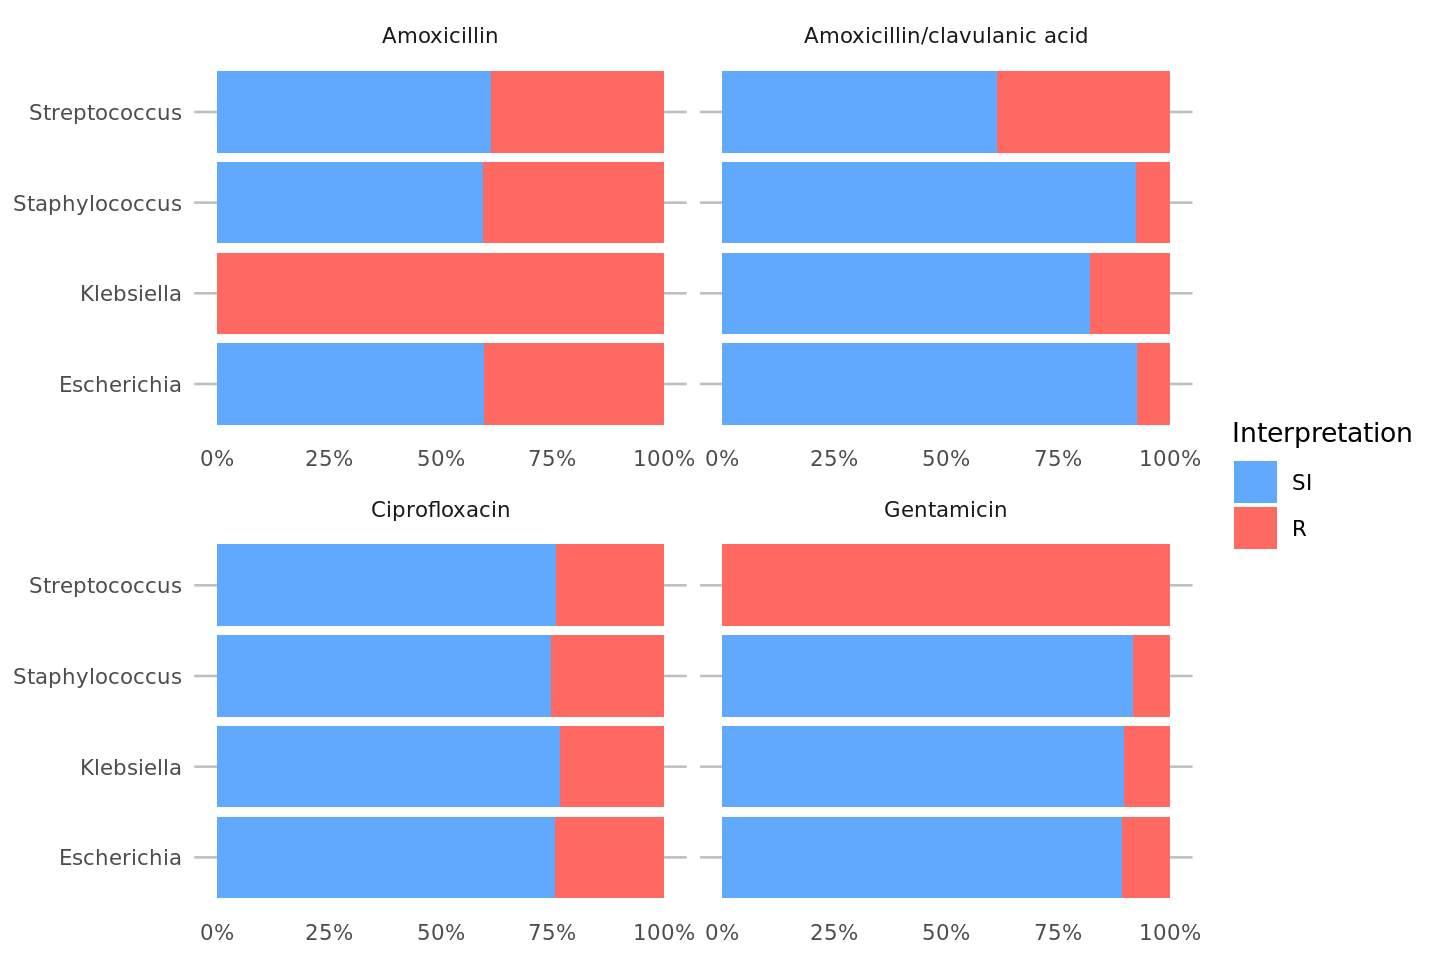 Amoxicillin
Amoxicillin/clavulanic acid
Streptococcus
Staphylococcus
Klebsiella
Escherichia
0% 25% 50% 75% 100%
0% 25% 50% 75% 100%
Ciprofloxacin
Gentamicin
Streptococcus
Staphylococcus
Klebsiella
Escherichia
0% 25% 50% 75% 100%
0% 25% 50% 75% 100%
Interpretation
SI
R